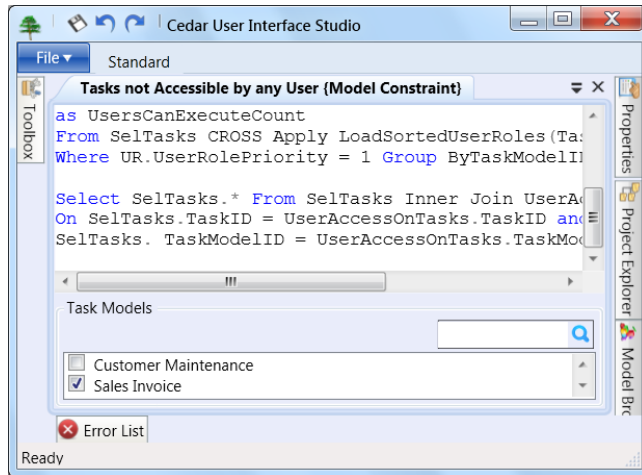 Cedar User Interface Studio
File
Standard
Toolbox
Tasks not Accessible by any User {Model Constraint}
as UsersCanExecuteCount
From SelTasks CROSS Apply LoadSortedUserRoles(Ta
Where UR.UserRolePriority = 1 Group ByTaskModelI
Select SelTasks.* From SelTasks Inner Join UserA
On SelTasks.TaskID = UserAccessOnTasks.TaskID and
SelTasks. TaskModelID = UserAccessOnTasks.TaskMo
Task Models
Customer Maintenance
Sales Invoice
Properties
Project Explorer
Model Bro
Error List
Ready